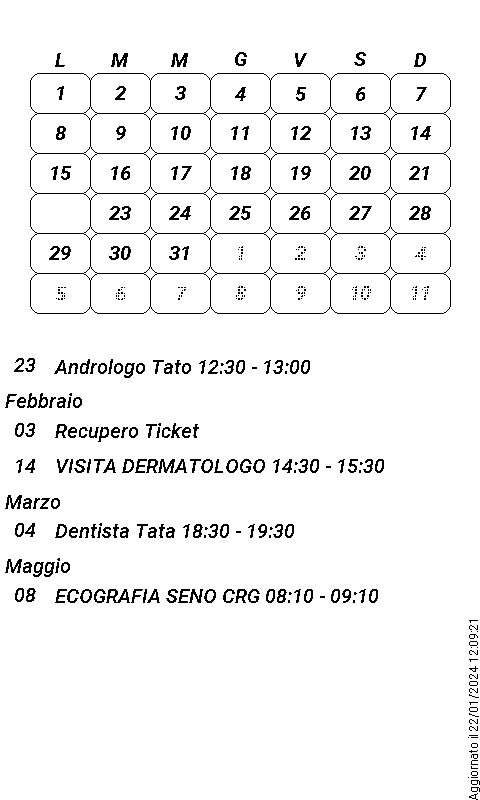 L M M G V S D
1 2 3 4 5 6 7
8 9 10 11 12 13 14
15 16 17 18 19 20 21
23 24 25 26 27 28
29 30 31 1 2 3 4
5 6 7 8 9 10 11
23 Andrologo Tato 12:30 - 13:00
Febbraio
03 Recupero Ticket
14 VISITA DERMATOLOGO 14:30 - 15:30
Marzo
04 Dentista Tata 18:30 - 19:30
Maggio
08 ECOGRAFIA SENO CRG 08:10 - 09:10
Aggiornato il 22/01/2024 12:09:21